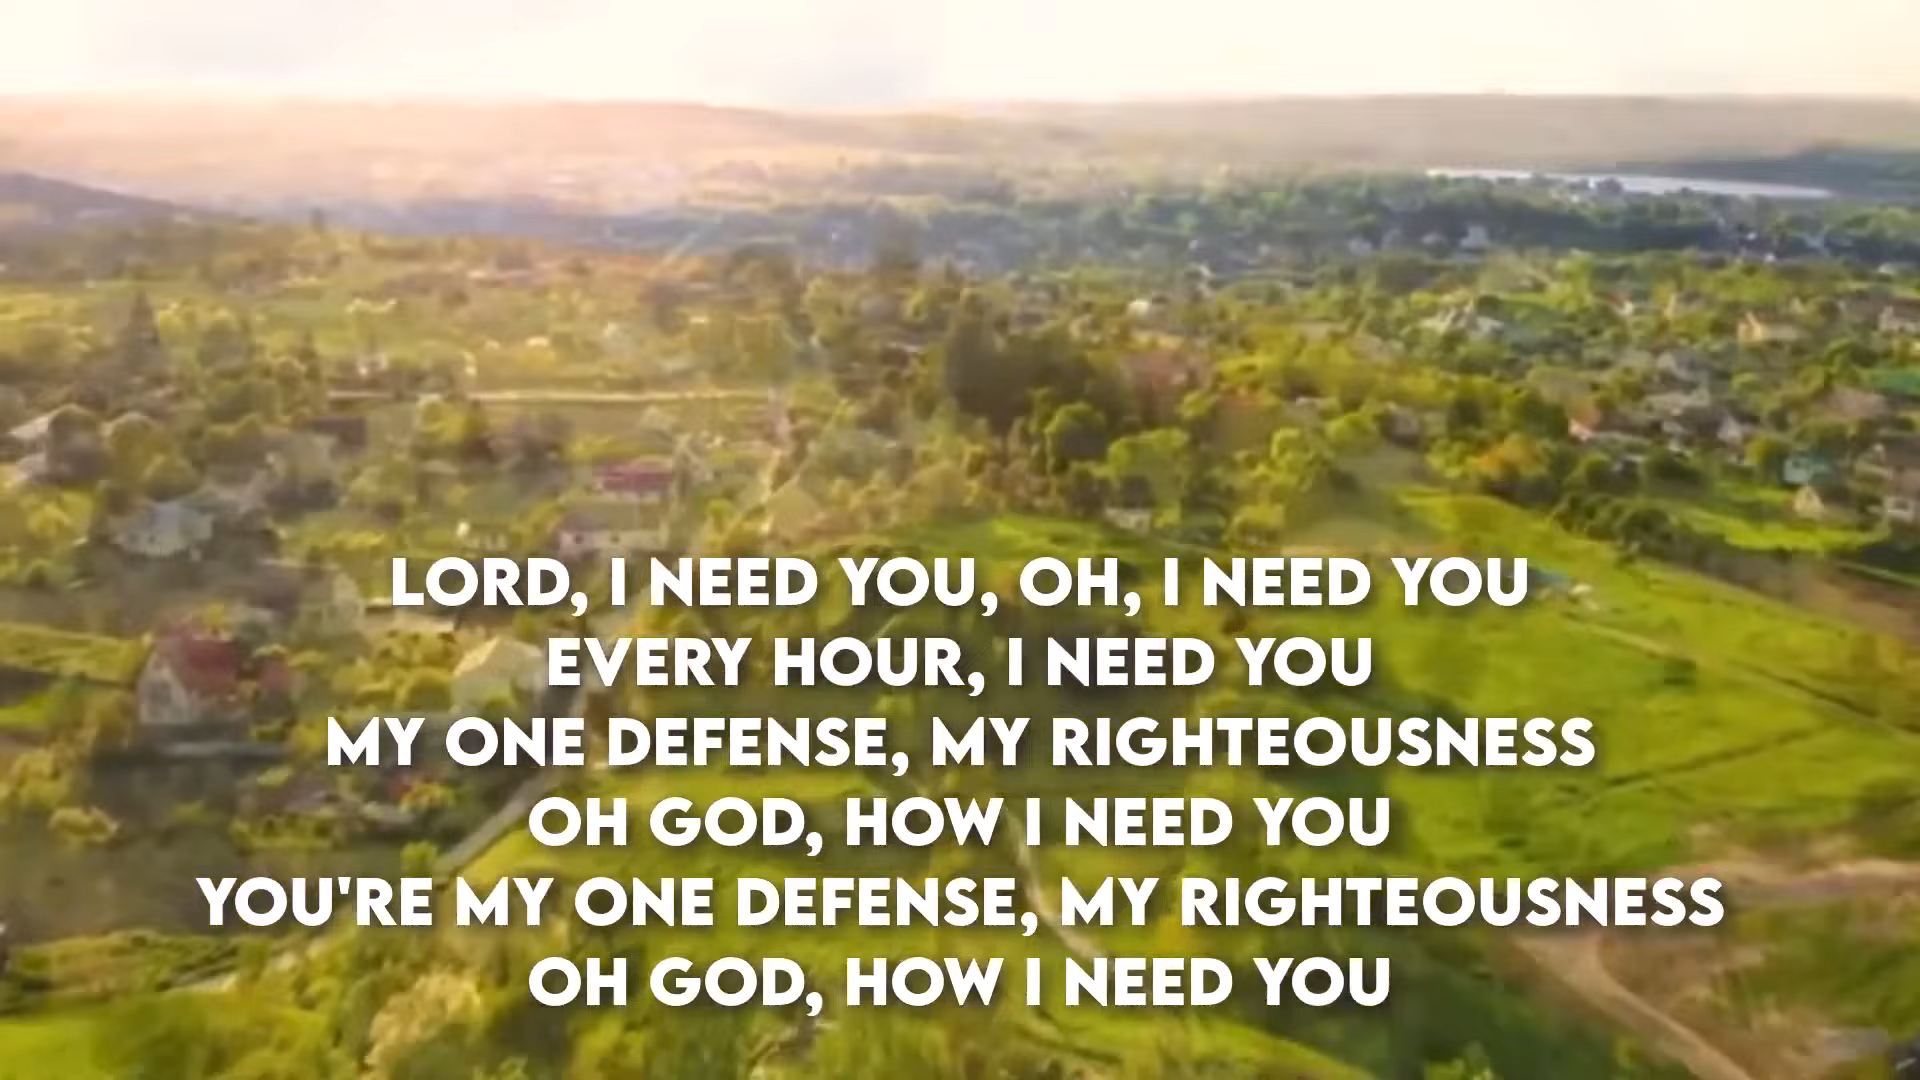 LORD, I NEED YOU, OH, I NEED YOU
EVERY HOUR, I NEED YOU
MY ONE DEFENSE, MY RIGHTEOUSNESS
OH GOD, HOW I NEED YOU
YOU'RE MY ONE DEFENSE, MY RIGHTEOUSNESS
OH GOD, HOW I NEED YOU